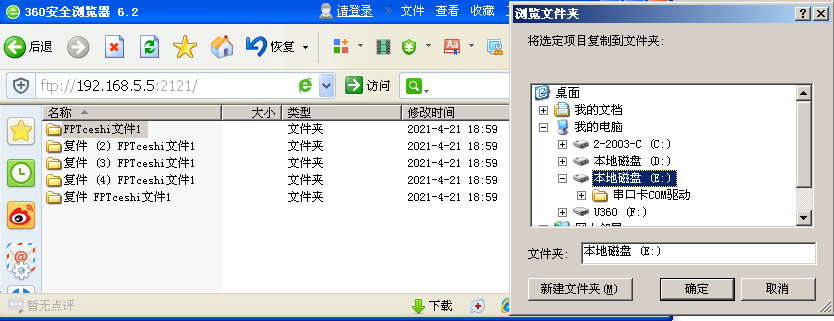 360安全浏览器 6.2
请登录
文件 查看 收藏
后退
恢复
ftp://192.168.5.5:2121/
访问
名称 大小 类型 修改时间
FPTceshi文件1 文件夹 2021-4-21 18:59
复件 (2) FPTceshi文件1 文件夹 2021-4-21 18:59
复件 (3) FPTceshi文件1 文件夹 2021-4-21 18:59
复件 (4) FPTceshi文件1 文件夹 2021-4-21 18:59
复件 FPTceshi文件1 文件夹 2021-4-21 18:59
暂无点评
下载
浏览文件夹
将选定项目复制到文件夹:
桌面
我的文档
我的电脑
2-2003-C (C:)
本地磁盘 (D:)
本地磁盘 (E:)
串口卡COM驱动
U360 (F:)
文件夹: 本地磁盘 (E:)
新建文件夹(M) 确定 取消